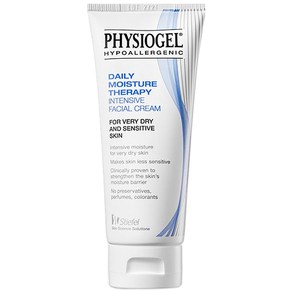 PHYSIOGEL
HYPOALLERGENIC
DAILY
MOISTURE
THERAPY
INTENSIVE
FACIAL CREAM
FOR VERY DRY
AND SENSITIVE
SKIN
Intensive moisture
for very dry skin
Makes skin less sensitive
Clinically proven to
strengthen the skin's
moisture barrier
No preservatives,
perfumes, colorants
Stiefel